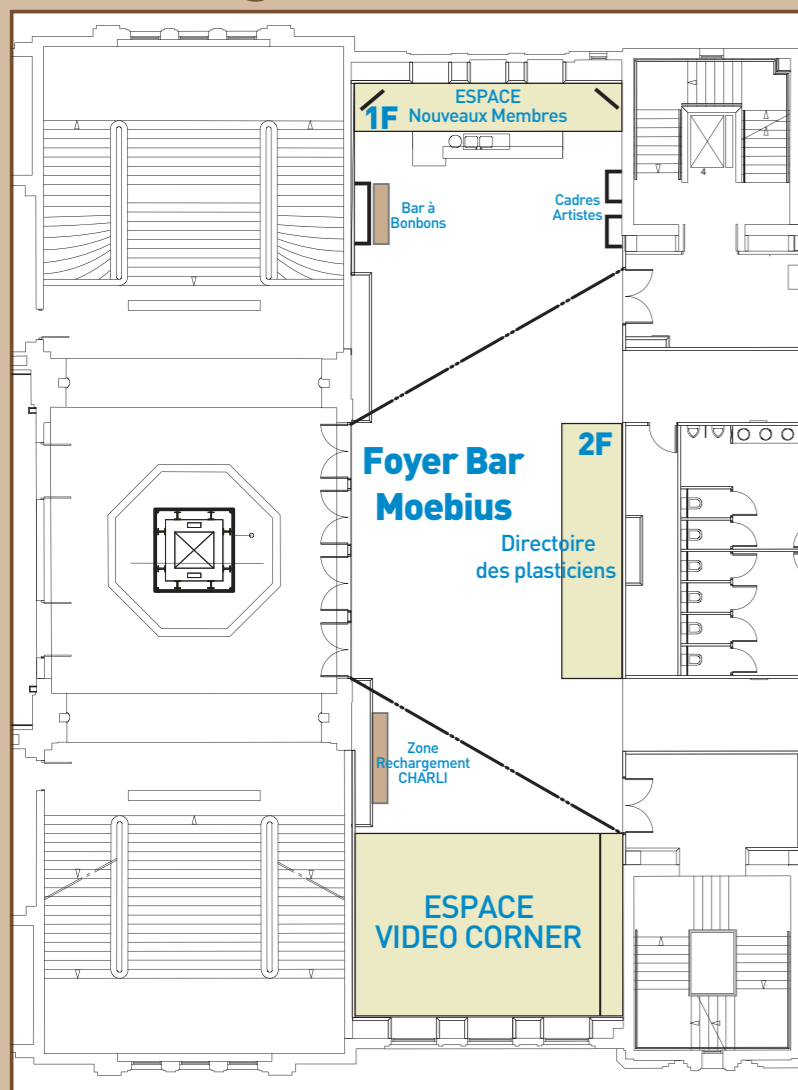 ESPACE
1F Nouveaux Membres
4
Bar à
Bonbons
Cadres
Artistes
Foyer Bar
Moebius
2F
Directoire
des plasticiens
Zone
Rechargement
CHARLI
ESPACE
VIDEO CORNER